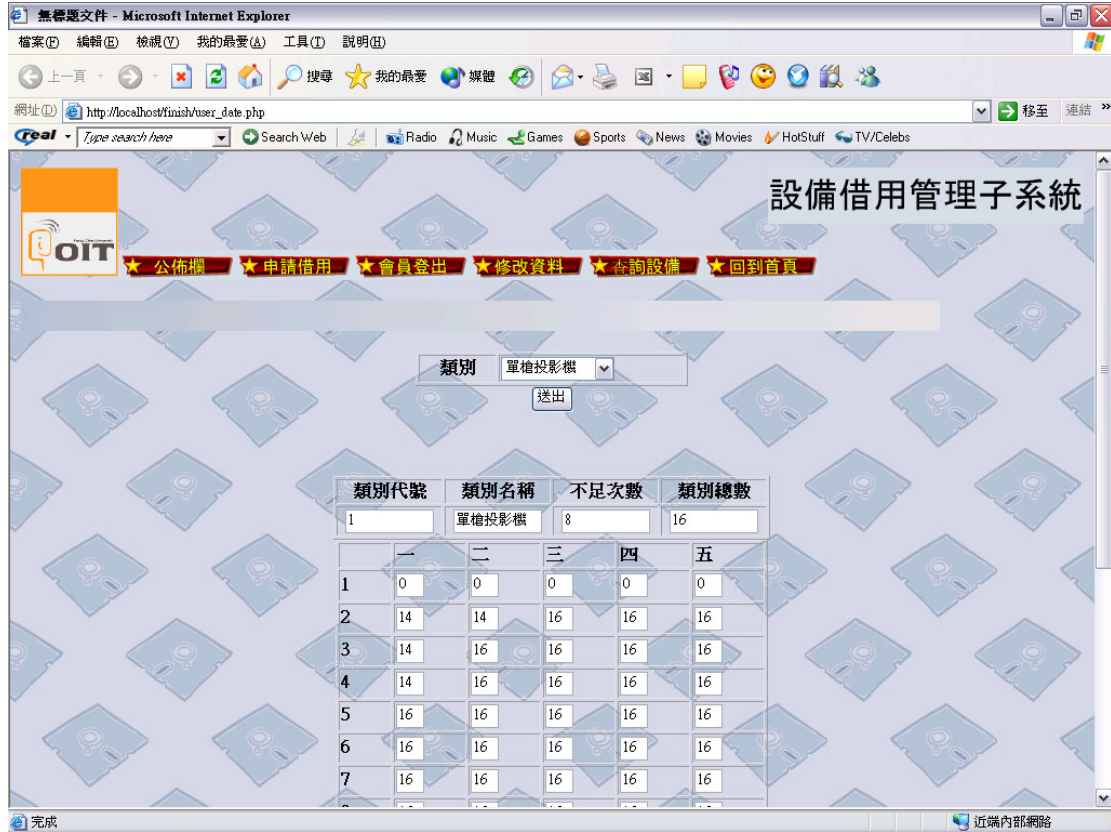 無標題文件 - Microsoft Internet Explorer
檔案(F) 編輯(E) 檢視(V) 我的最愛(A) 工具(T) 說明(H)
上一頁 搜尋 我的最愛 媒體
網址(D) http://localhost/finish/user_date.php 移至 連結 »
real Type search here Search Web Radio Music Games Sports News Movies HotStuff TV/Celebs
設備借用管理子系統
OIT
公佈欄 申請借用 會員登出 修改資料 查詢設備 回到首頁
類別 單槍投影機
送出
類別代號 類別名稱 不足次數 類別總數
1 單槍投影機 8 16
一 二 三 四 五
1 0 0 0 0 0
2 14 14 16 16 16
3 14 16 16 16 16
4 14 16 16 16 16
5 16 16 16 16 16
6 16 16 16 16 16
7 16 16 16 16 16
完成 近端內部網路